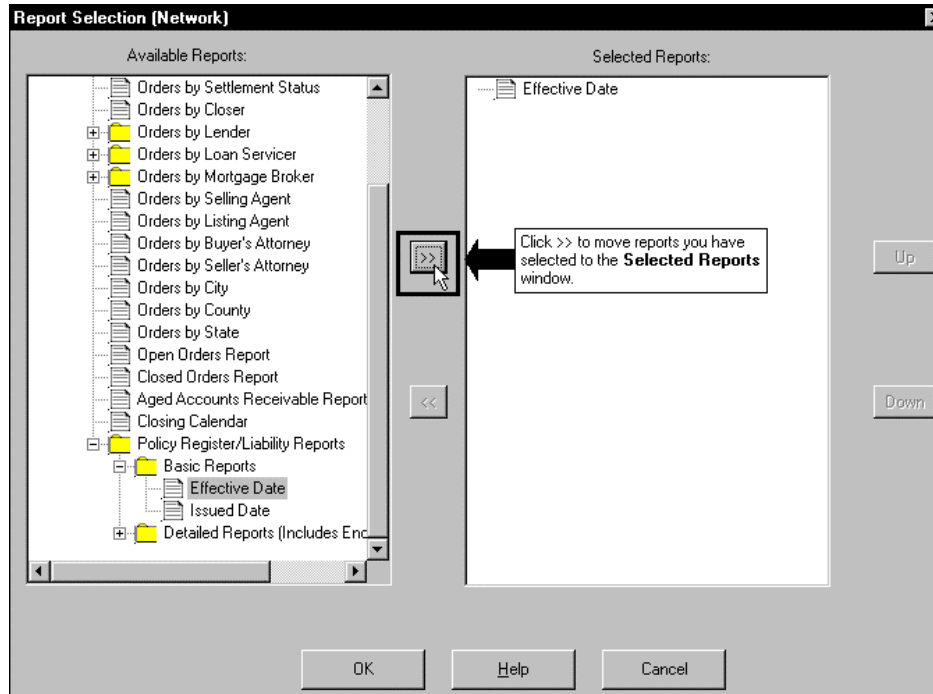 Report Selection (Network)
Available Reports:
Selected Reports:
Orders by Settlement Status
Orders by Closer
Orders by Lender
Orders by Loan Servicer
Orders by Mortgage Broker
Orders by Selling Agent
Orders by Listing Agent
Orders by Buyer's Attorney
Orders by Seller's Attorney
Orders by City
Orders by County
Orders by State
Open Orders Report
Closed Orders Report
Aged Accounts Receivable Report
Closing Calendar
Policy Register/Liability Reports
Basic Reports
Effective Date
Issued Date
Detailed Reports (Includes Enc
>>
<<
Effective Date
Click >> to move reports you have
selected to the Selected Reports
window.
Up
Down
OK
Help
Cancel